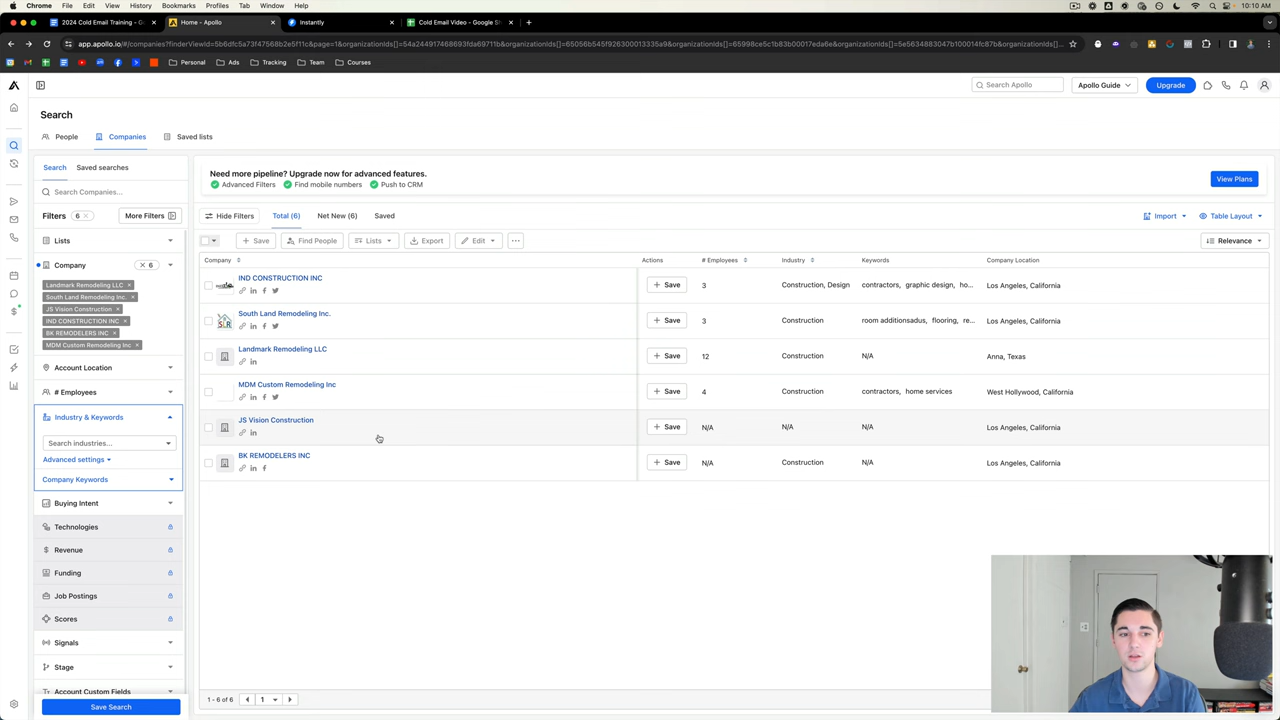 Chrome File Edit View History Bookmarks Profiles Tab Window Help
10:10 AM
2024 Cold Email Training - G
Home - Apollo
Instantly
Cold Email Video - Google Sh
Personal Ads Tracking Team Courses
Search Apollo
Apollo Guide
Upgrade
Search
People Companies Saved lists
Search Saved searches
Search Companies...
Filters 6
More Filters
Lists
Company 6
Landmark Remodeling LLC
South Land Remodeling Inc.
JS Vision Construction
IND CONSTRUCTION INC
BK REMODELERS INC
MDM Custom Remodeling Inc
Account Location
# Employees
Industry & Keywords
Search industries...
Advanced settings
Company Keywords
Buying Intent
Technologies
Revenue
Funding
Job Postings
Scores
Signals
Stage
Account Custom Fields
Save Search
Need more pipeline? Upgrade now for advanced features.
Advanced Filters Find mobile numbers Push to CRM
View Plans
Hide Filters Total (6) Net New (6) Saved
Import Table Layout
+ Save Find People Lists Export Edit ...
Relevance
Company Actions # Employees Industry Keywords Company Location
IND CONSTRUCTION INC + Save 3 Construction, Design contractors, graphic design, ho... Los Angeles, California
South Land Remodeling Inc. + Save 3 Construction room additionsadus, flooring, re... Los Angeles, California
Landmark Remodeling LLC + Save 12 Construction N/A Anna, Texas
MDM Custom Remodeling Inc + Save 4 Construction contractors, home services West Hollywood, California
JS Vision Construction + Save N/A N/A N/A Los Angeles, California
BK REMODELERS INC + Save N/A Construction N/A Los Angeles, California
1 - 6 of 6 1